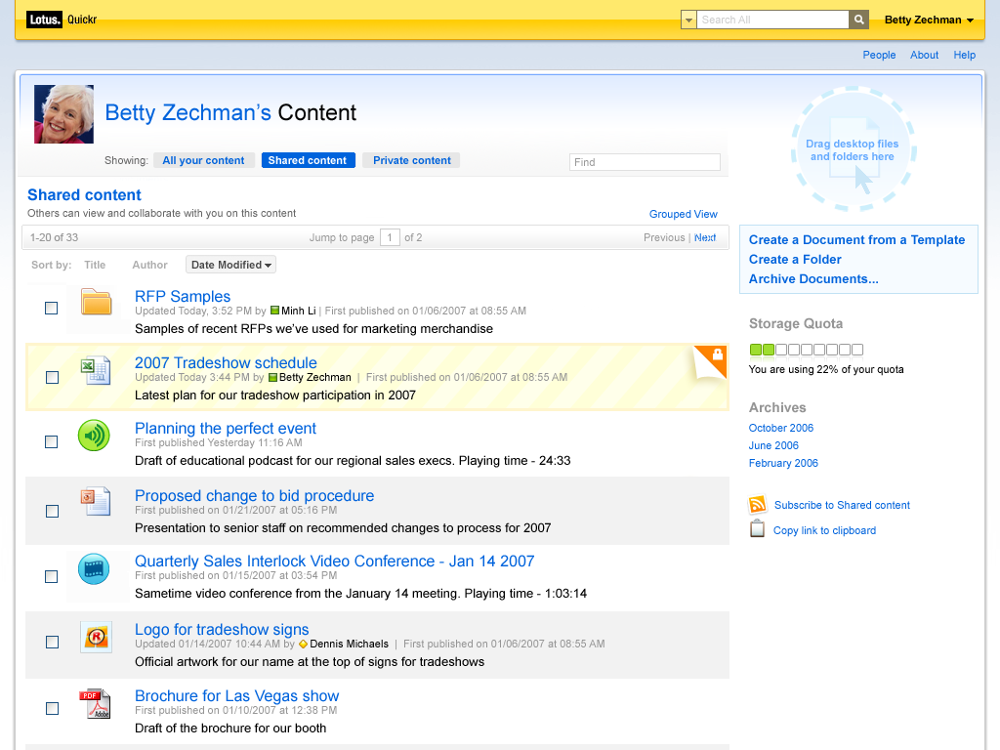 Lotus. Quickr
Search All
Betty Zechman
People About Help
Betty Zechman's Content
Showing: All your content Shared content Private content
Find
Drag desktop files
and folders here
Shared content
Others can view and collaborate with you on this content
Grouped View
1-20 of 33
Jump to page 1 of 2
Previous | Next
Sort by: Title Author Date Modified
RFP Samples
Updated Today, 3:52 PM by Minh Li | First published on 01/06/2007 at 08:55 AM
Samples of recent RFPs we've used for marketing merchandise
2007 Tradeshow schedule
Updated Today 3:44 PM by Betty Zechman | First published on 01/06/2007 at 08:55 AM
Latest plan for our tradeshow participation in 2007
Planning the perfect event
First published Yesterday 11:16 AM
Draft of educational podcast for our regional sales execs. Playing time - 24:33
Proposed change to bid procedure
First published on 01/21/2007 at 05:16 PM
Presentation to senior staff on recommended changes to process for 2007
Quarterly Sales Interlock Video Conference - Jan 14 2007
First published on 01/15/2007 at 03:54 PM
Sametime video conference from the January 14 meeting. Playing time - 1:03:14
R
Logo for tradeshow signs
Updated 01/14/2007 10:44 AM by Dennis Michaels | First published on 01/06/2007 at 08:55 AM
Official artwork for our name at the top of signs for tradeshows
PDF
Adobe
Brochure for Las Vegas show
First published on 01/10/2007 at 12:38 PM
Draft of the brochure for our booth
Create a Document from a Template
Create a Folder
Archive Documents...
Storage Quota
You are using 22% of your quota
Archives
October 2006
June 2006
February 2006
Subscribe to Shared content
Copy link to clipboard